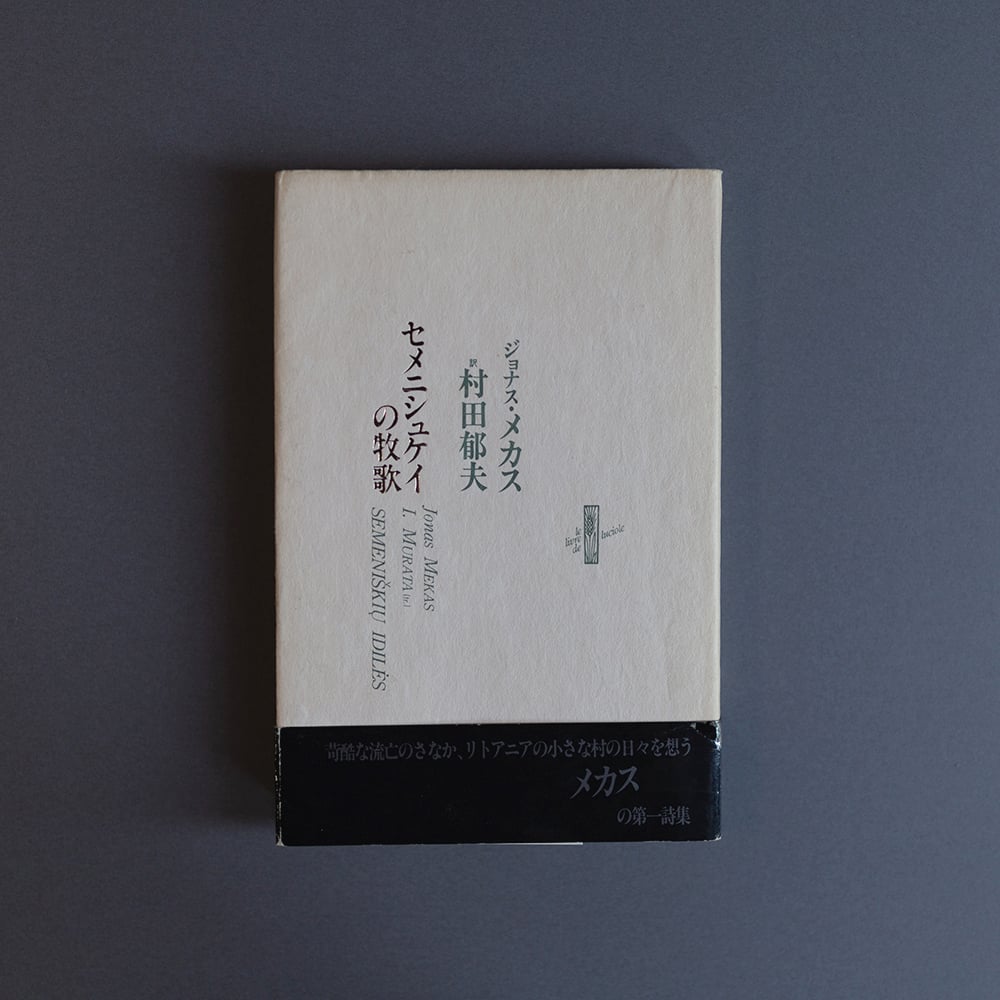 ジョナス・メカス
訳 村田郁夫
セメニシュケイ
の牧歌
Jonas MEKAS
I. MURATA (tr.)
SEMENIŠKIŲ IDILĖS
le
livre
de
luciole
苛酷な流亡のさなか、リトアニアの小さな村の日々を想う
メカス
の第一詩集